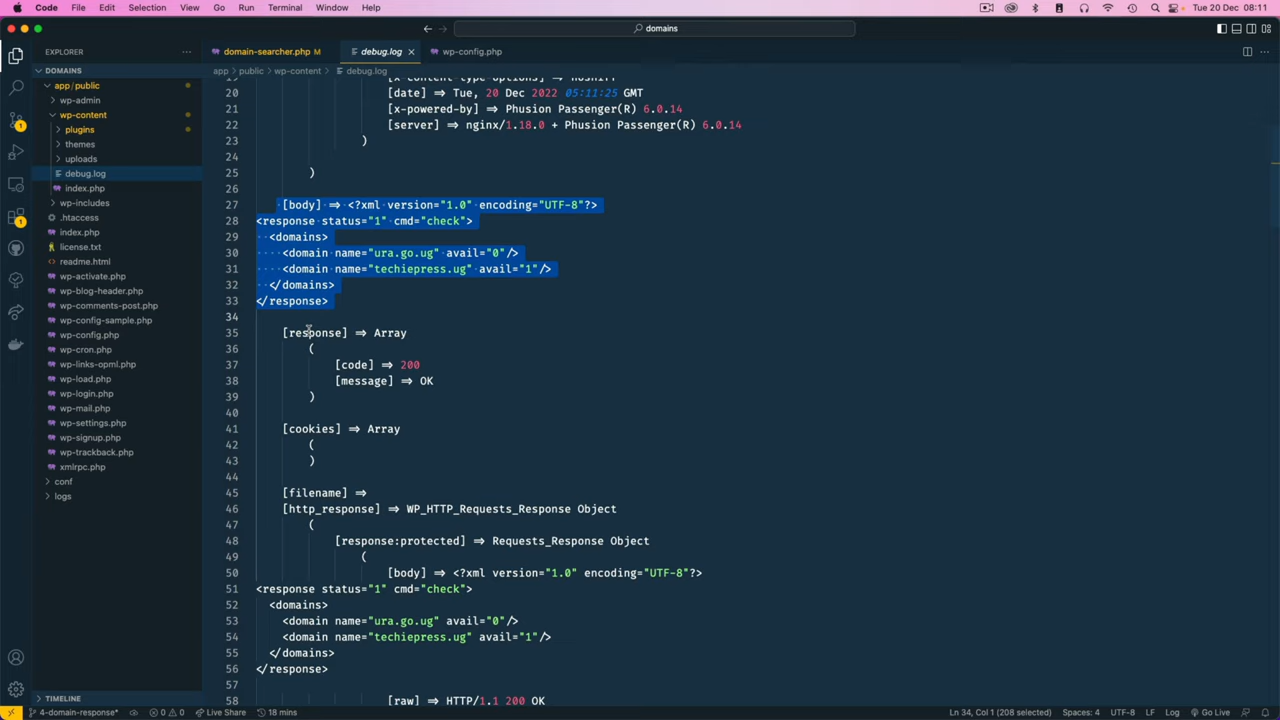 Code File Edit Selection View Go Run Terminal Window Help Tue 20 Dec 08:11
domains
EXPLORER
domain-searcher.php M debug.log wp-config.php
DOMAINS
app > public > wp-content > debug.log
app/public
wp-admin
wp-content
plugins
themes
uploads
debug.log
index.php
wp-includes
.htaccess
index.php
license.txt
readme.html
wp-activate.php
wp-blog-header.php
wp-comments-post.php
wp-config-sample.php
wp-config.php
wp-cron.php
wp-links-opml.php
wp-load.php
wp-login.php
wp-mail.php
wp-settings.php
wp-signup.php
wp-trackback.php
xmlrpc.php
conf
logs
TIMELINE
19 [x-content-type-options] => nosniff
20 [date] => Tue, 20 Dec 2022 05:11:25 GMT
21 [x-powered-by] => Phusion Passenger(R) 6.0.14
22 [server] => nginx/1.18.0 + Phusion Passenger(R) 6.0.14
23 )
24
25 )
26
27 [body] => <?xml version="1.0" encoding="UTF-8"?>
28 <response status="1" cmd="check">
29 <domains>
30 <domain name="ura.go.ug" avail="0"/>
31 <domain name="techiepress.ug" avail="1"/>
32 </domains>
33 </response>
34
35 [response] => Array
36 (
37 [code] => 200
38 [message] => OK
39 )
40
41 [cookies] => Array
42 (
43 )
44
45 [filename] =>
46 [http_response] => WP_HTTP_Requests_Response Object
47 (
48 [response:protected] => Requests_Response Object
49 (
50 [body] => <?xml version="1.0" encoding="UTF-8"?>
51 <response status="1" cmd="check">
52 <domains>
53 <domain name="ura.go.ug" avail="0"/>
54 <domain name="techiepress.ug" avail="1"/>
55 </domains>
56 </response>
57
58 [raw] => HTTP/1.1 200 OK
4-domain-response* 0 0 Live Share 18 mins Ln 34, Col 1 (208 selected) Spaces: 4 UTF-8 LF Log Go Live